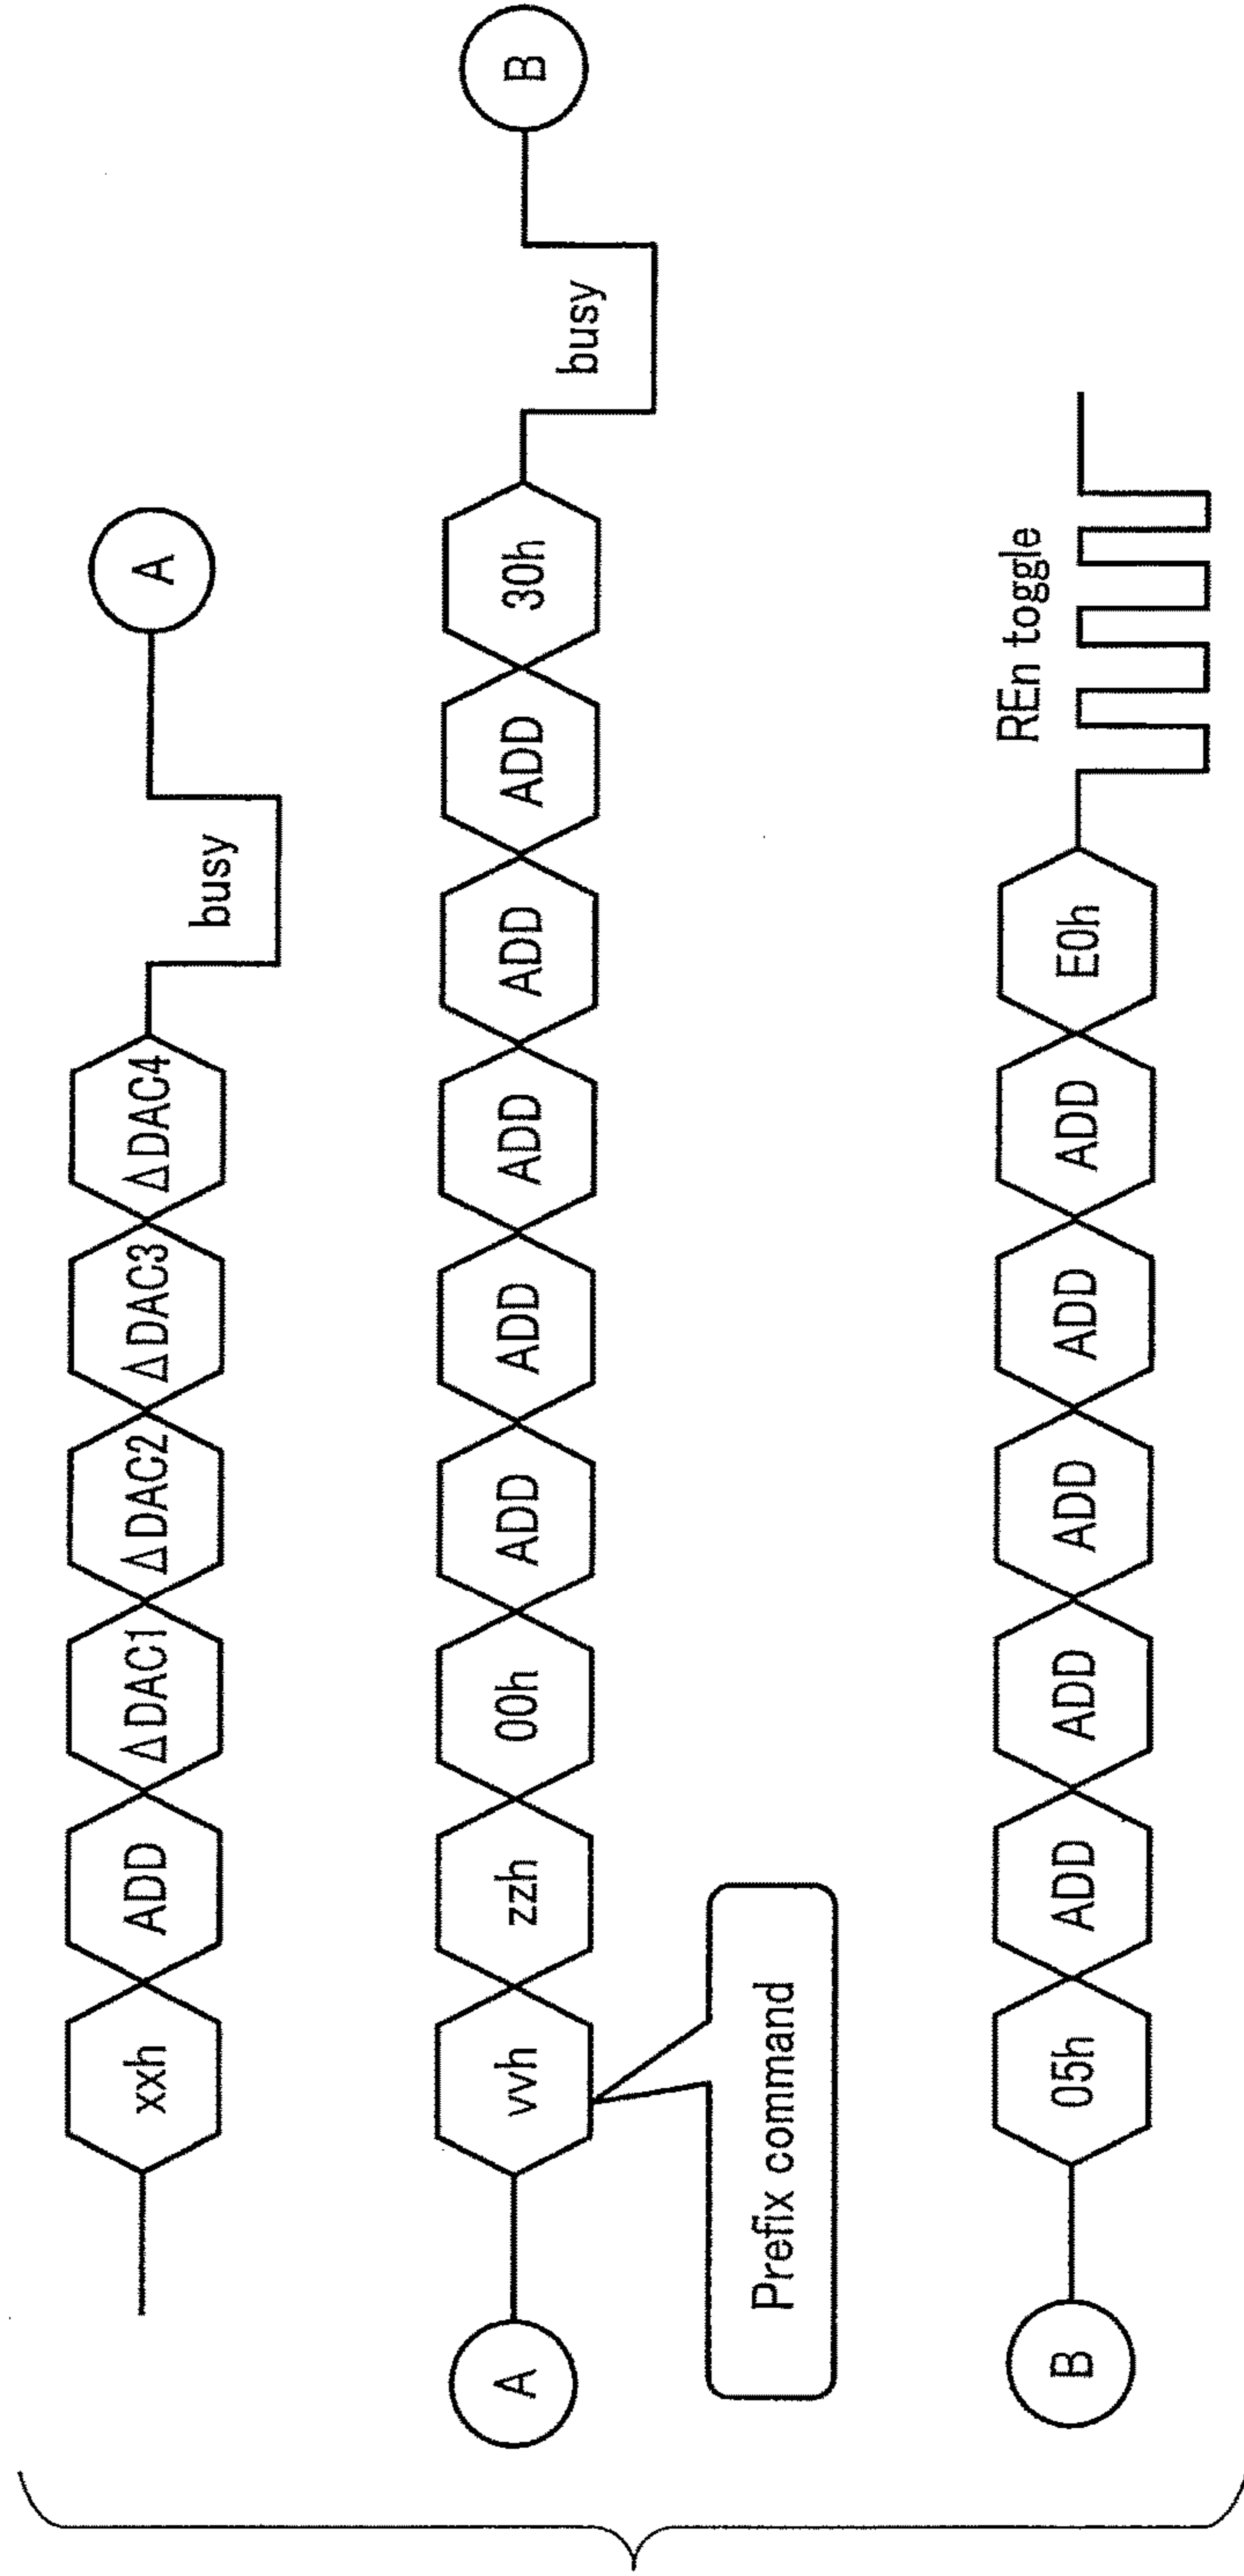 xxh ADD ΔDAC1 ΔDAC2 ΔDAC3 ΔDAC4 busy A
A vvh zzh 00h ADD ADD ADD ADD ADD 30h busy B
Prefix command
B 05h ADD ADD ADD ADD ADD E0h REn toggle